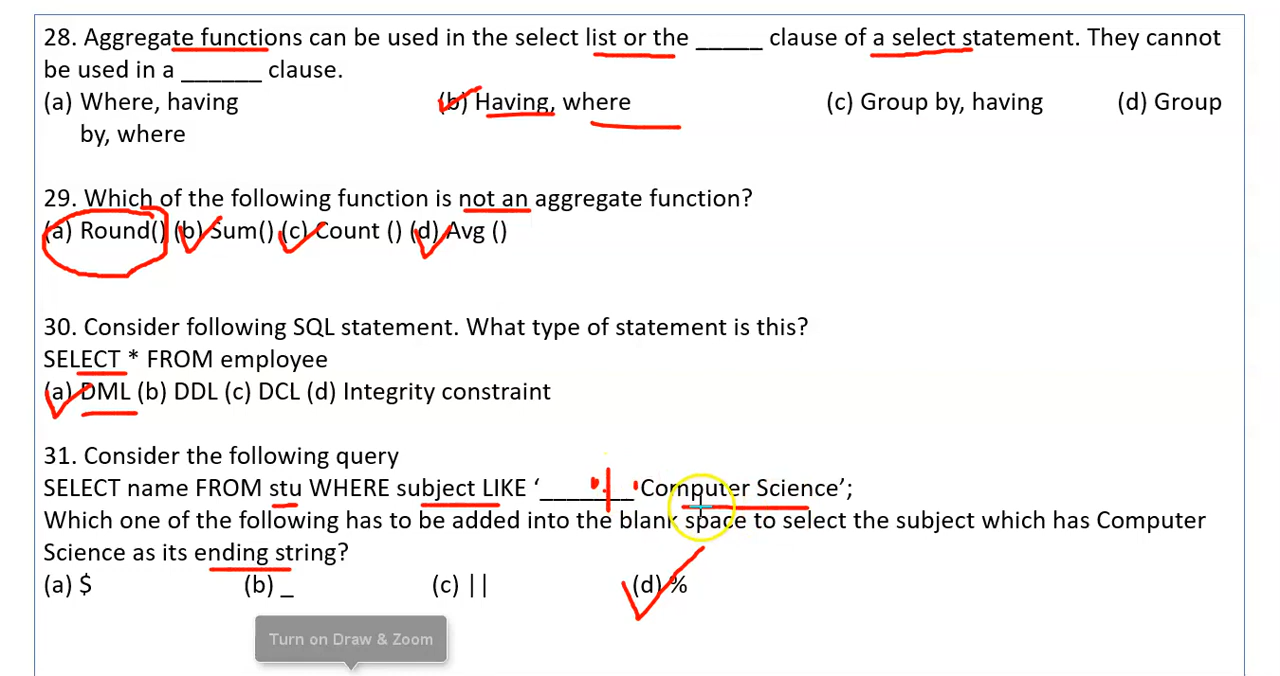 28. Aggregate functions can be used in the select list or the _____ clause of a select statement. They cannot
be used in a ______ clause.
(a) Where, having (b) Having, where (c) Group by, having (d) Group
by, where
29. Which of the following function is not an aggregate function?
(a) Round() (b) Sum() (c) Count () (d) Avg ()
30. Consider following SQL statement. What type of statement is this?
SELECT * FROM employee
(a) DML (b) DDL (c) DCL (d) Integrity constraint
31. Consider the following query
SELECT name FROM stu WHERE subject LIKE ‘_______ Computer Science’;
Which one of the following has to be added into the blank space to select the subject which has Computer
Science as its ending string?
(a) $ (b) _ (c) || (d) %
Turn on Draw & Zoom